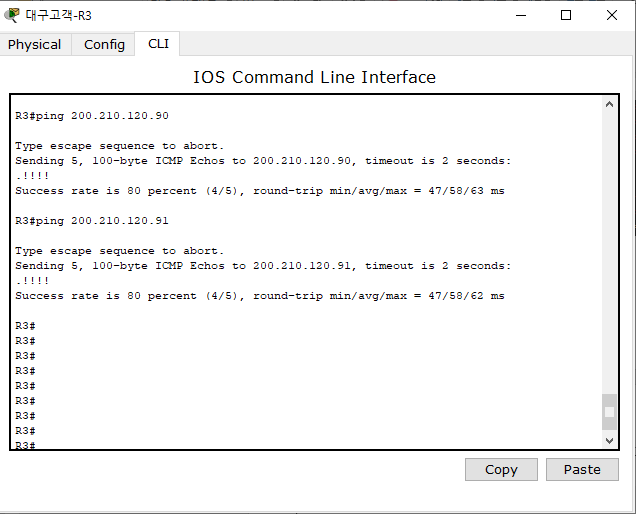 대구고객-R3
Physical Config CLI
IOS Command Line Interface
R3#ping 200.210.120.90
Type escape sequence to abort.
Sending 5, 100-byte ICMP Echos to 200.210.120.90, timeout is 2 seconds:
.!!!!
Success rate is 80 percent (4/5), round-trip min/avg/max = 47/58/63 ms
R3#ping 200.210.120.91
Type escape sequence to abort.
Sending 5, 100-byte ICMP Echos to 200.210.120.91, timeout is 2 seconds:
.!!!!
Success rate is 80 percent (4/5), round-trip min/avg/max = 47/58/62 ms
R3#
R3#
R3#
R3#
R3#
R3#
R3#
R3#
R3#
Copy Paste